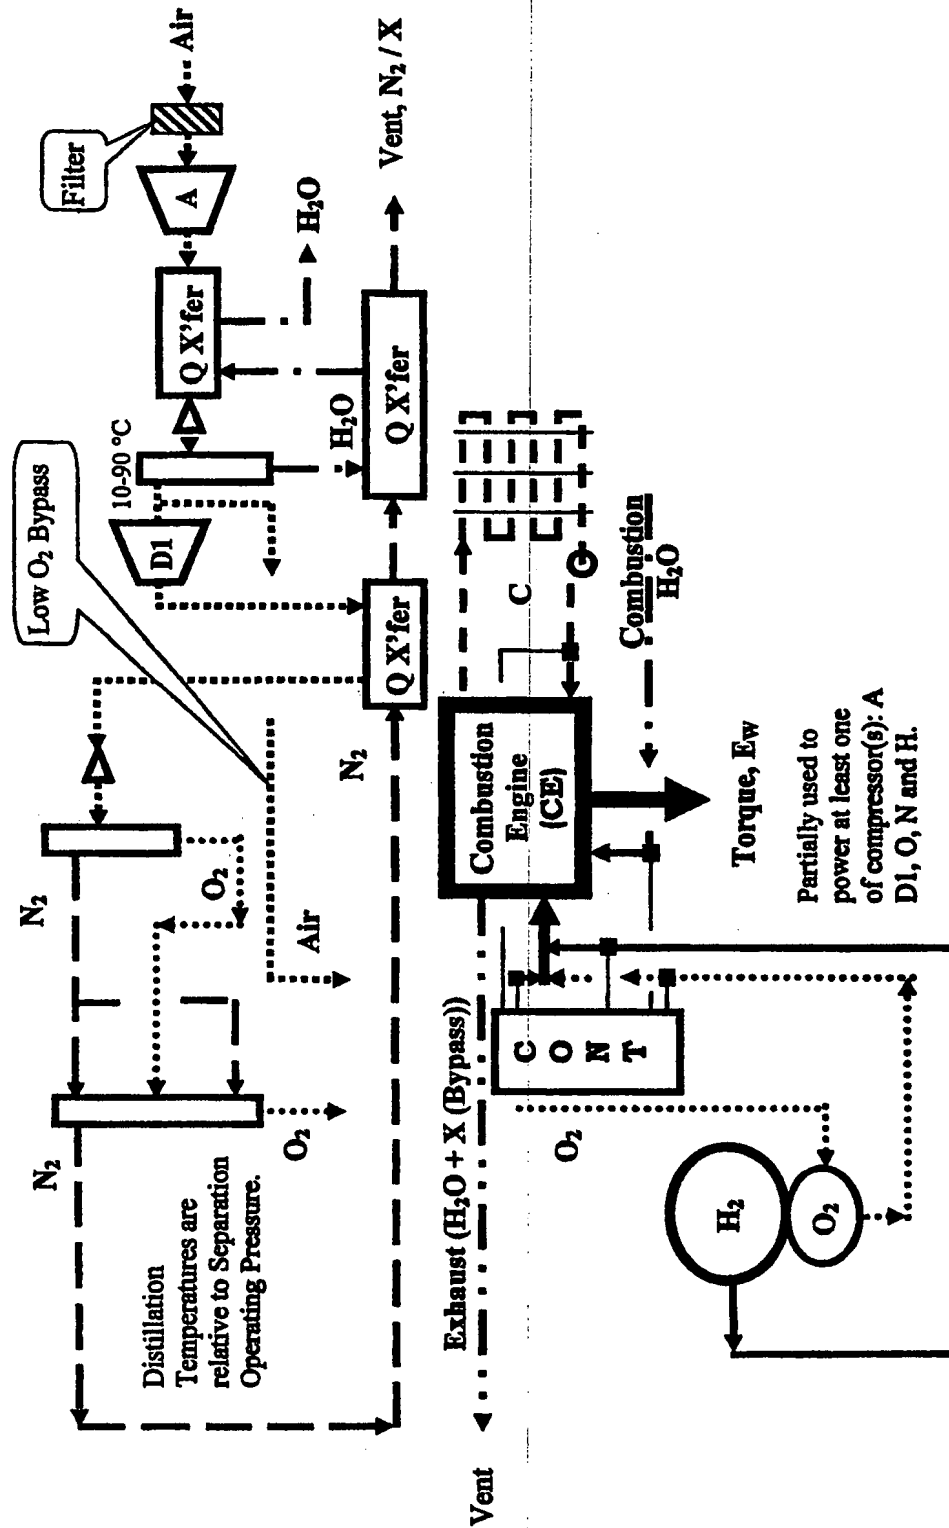 Filter
Air
A
Q X'fer
H₂O
Vent, N₂ / X
10-90 °C
H₂O
Q X'fer
Low O₂ Bypass
D1
Q X'fer
N₂
N₂
O₂
Air
N₂
O₂
Distillation
Temperatures are
relative to Separation
Operating Pressure.
C
Combustion
H₂O
Combustion
Engine
(CE)
Torque, Ew
Partially used to
power at least one
of compressor(s): A
D1, O, N and H.
Exhaust (H₂O + X (Bypass))
Vent
C O N T
O₂
H₂
O₂